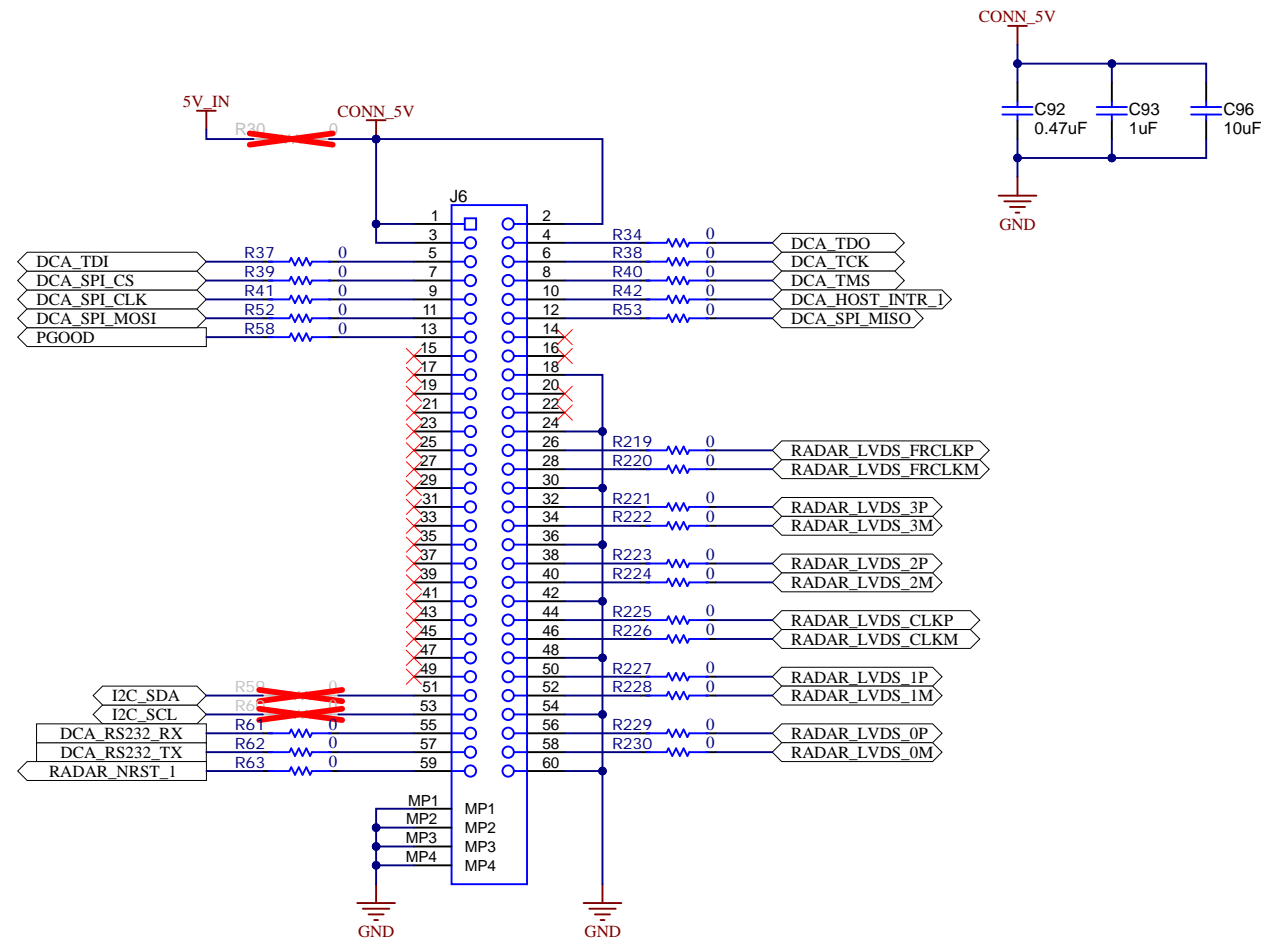 CONN_5V
C92
0.47uF
C93
1uF
C96
10uF
GND
5V_IN
R30 0
CONN_5V
J6
1 2
3 4 R34 0 DCA_TDO
DCA_TDI R37 0 5 6 R38 0 DCA_TCK
DCA_SPI_CS R39 0 7 8 R40 0 DCA_TMS
DCA_SPI_CLK R41 0 9 10 R42 0 DCA_HOST_INTR_1
DCA_SPI_MOSI R52 0 11 12 R53 0 DCA_SPI_MISO
PGOOD R58 0 13 14
15 16
17 18
19 20
21 22
23 24
25 26 R219 0 RADAR_LVDS_FRCLKP
27 28 R220 0 RADAR_LVDS_FRCLKM
29 30
31 32 R221 0 RADAR_LVDS_3P
33 34 R222 0 RADAR_LVDS_3M
35 36
37 38 R223 0 RADAR_LVDS_2P
39 40 R224 0 RADAR_LVDS_2M
41 42
43 44 R225 0 RADAR_LVDS_CLKP
45 46 R226 0 RADAR_LVDS_CLKM
47 48
49 50 R227 0 RADAR_LVDS_1P
I2C_SDA R59 0 51 52 R228 0 RADAR_LVDS_1M
I2C_SCL 0 53 54
DCA_RS232_RX R61 0 55 56 R229 0 RADAR_LVDS_0P
DCA_RS232_TX R62 0 57 58 R230 0 RADAR_LVDS_0M
RADAR_NRST_1 R63 0 59 60
MP1 MP1
MP2 MP2
MP3 MP3
MP4 MP4
GND GND